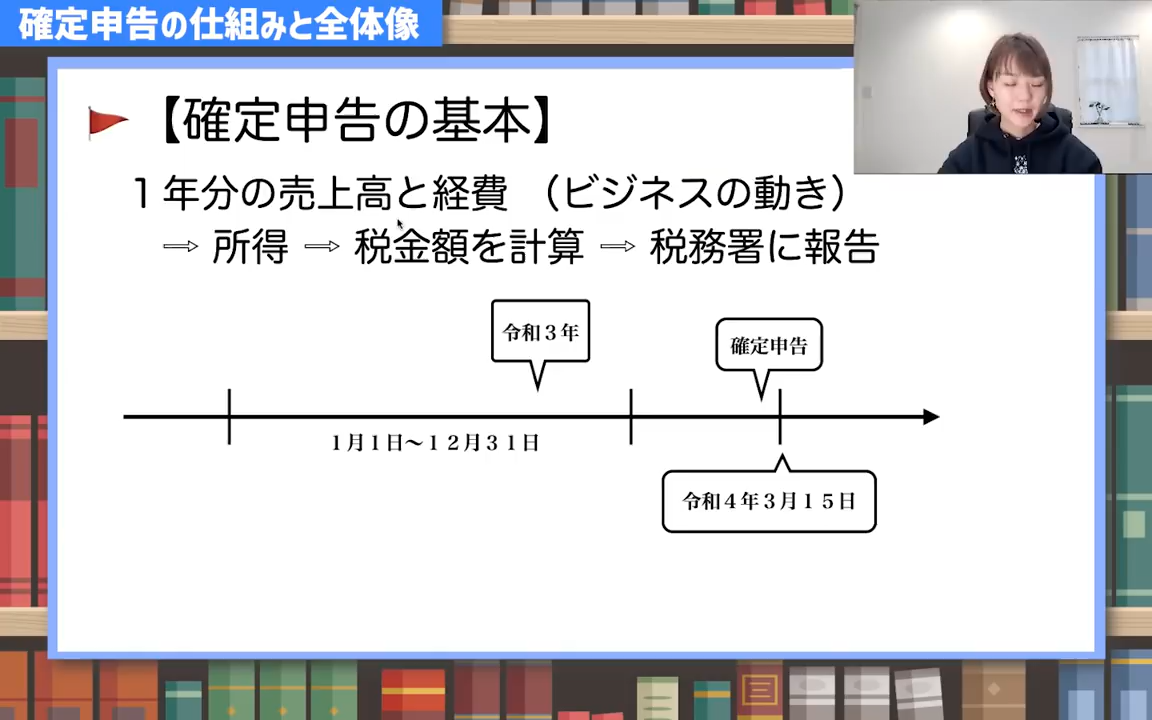 確定申告の仕組みと全体像
【確定申告の基本】
１年分の売上高と経費 （ビジネスの動き）
⇨ 所得 ⇨ 税金額を計算 ⇨ 税務署に報告
令和３年
確定申告
１月１日～１２月３１日
令和４年３月１５日